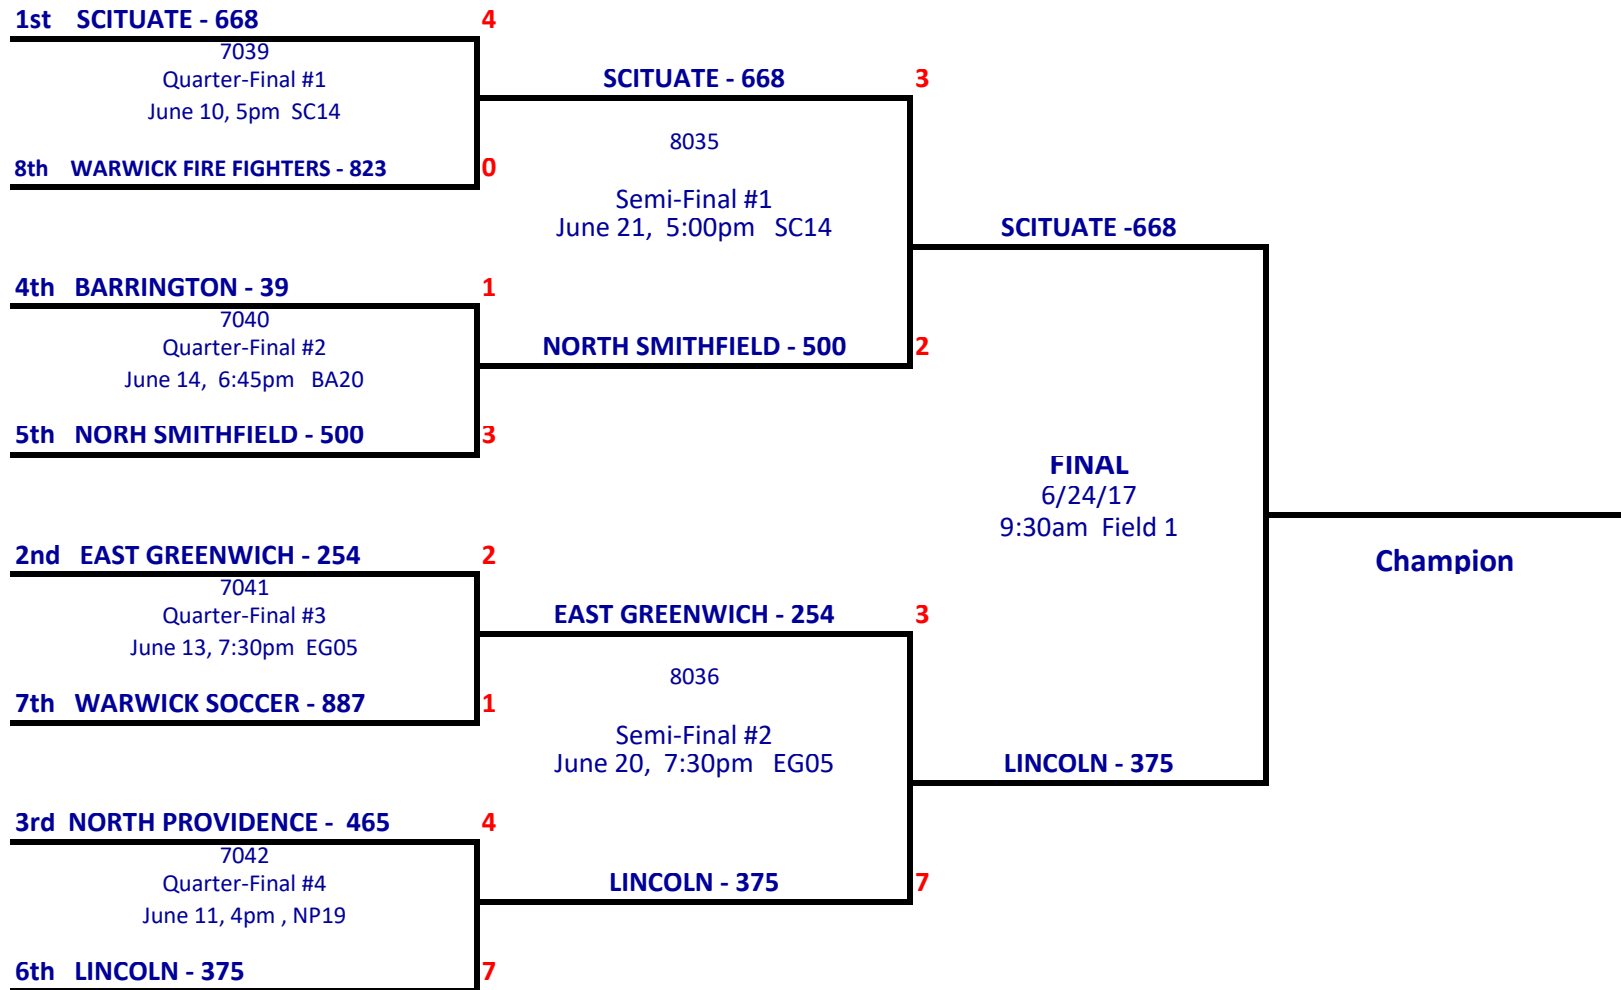 1st SCITUATE - 668 4
7039
Quarter-Final #1
June 10, 5pm SC14
8th WARWICK FIRE FIGHTERS - 823 0
4th BARRINGTON - 39 1
7040
Quarter-Final #2
June 14, 6:45pm BA20
5th NORH SMITHFIELD - 500 3
2nd EAST GREENWICH - 254 2
7041
Quarter-Final #3
June 13, 7:30pm EG05
7th WARWICK SOCCER - 887 1
3rd NORTH PROVIDENCE - 465 4
7042
Quarter-Final #4
June 11, 4pm , NP19
6th LINCOLN - 375 7
SCITUATE - 668 3
8035
Semi-Final #1
June 21, 5:00pm SC14
NORTH SMITHFIELD - 500 2
EAST GREENWICH - 254 3
8036
Semi-Final #2
June 20, 7:30pm EG05
LINCOLN - 375 7
SCITUATE -668
FINAL
6/24/17
9:30am Field 1
LINCOLN - 375
Champion